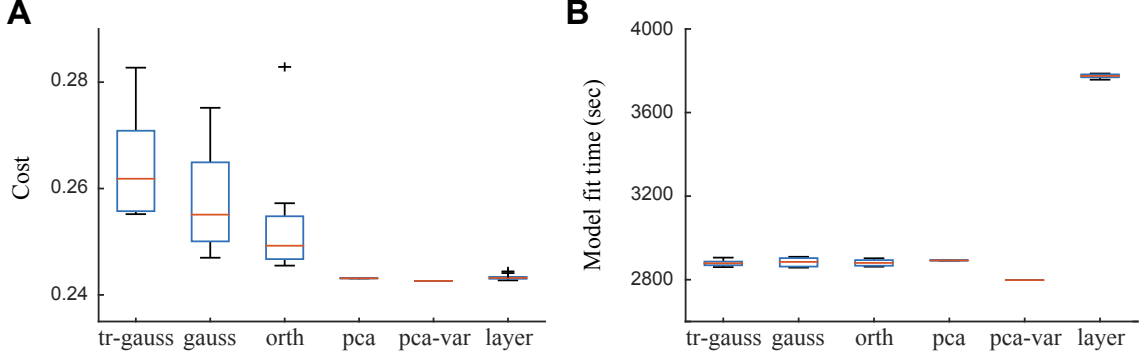 A
Cost
0.28
0.26
0.24
tr-gauss gauss orth pca pca-var layer
B
Model fit time (sec)
4000
3600
3200
2800
tr-gauss gauss orth pca pca-var layer